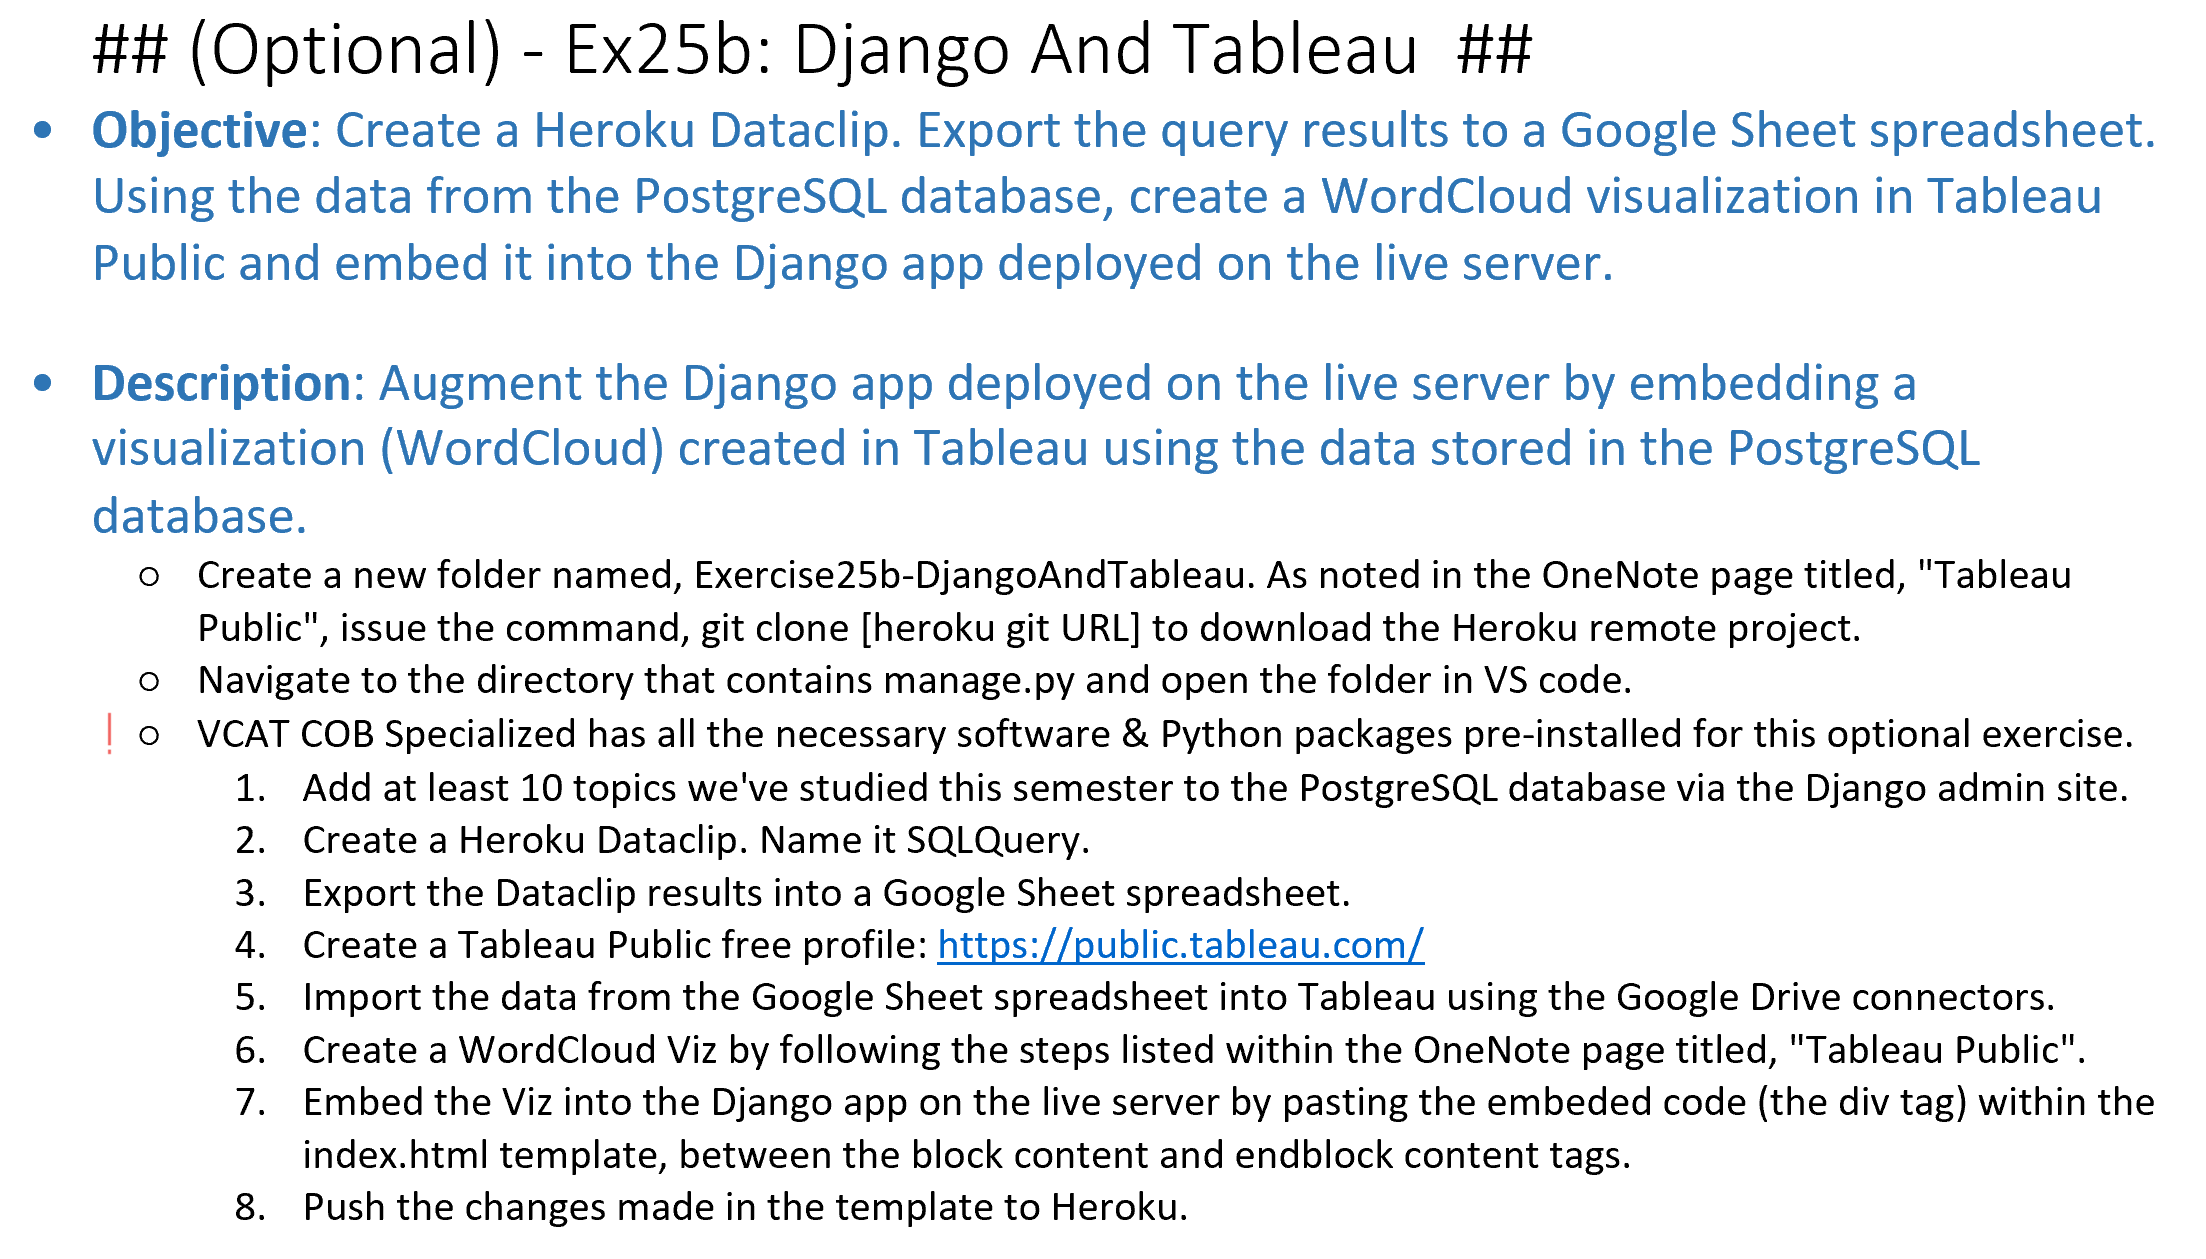 ## (Optional) - Ex25b: Django And Tableau ##
• Objective: Create a Heroku Dataclip. Export the query results to a Google Sheet spreadsheet.
Using the data from the PostgreSQL database, create a WordCloud visualization in Tableau
Public and embed it into the Django app deployed on the live server.
• Description: Augment the Django app deployed on the live server by embedding a
visualization (WordCloud) created in Tableau using the data stored in the PostgreSQL
database.
○ Create a new folder named, Exercise25b-DjangoAndTableau. As noted in the OneNote page titled, "Tableau
Public", issue the command, git clone [heroku git URL] to download the Heroku remote project.
○ Navigate to the directory that contains manage.py and open the folder in VS code.
! ○ VCAT COB Specialized has all the necessary software & Python packages pre-installed for this optional exercise.
1. Add at least 10 topics we've studied this semester to the PostgreSQL database via the Django admin site.
2. Create a Heroku Dataclip. Name it SQLQuery.
3. Export the Dataclip results into a Google Sheet spreadsheet.
4. Create a Tableau Public free profile: https://public.tableau.com/
5. Import the data from the Google Sheet spreadsheet into Tableau using the Google Drive connectors.
6. Create a WordCloud Viz by following the steps listed within the OneNote page titled, "Tableau Public".
7. Embed the Viz into the Django app on the live server by pasting the embeded code (the div tag) within the
index.html template, between the block content and endblock content tags.
8. Push the changes made in the template to Heroku.